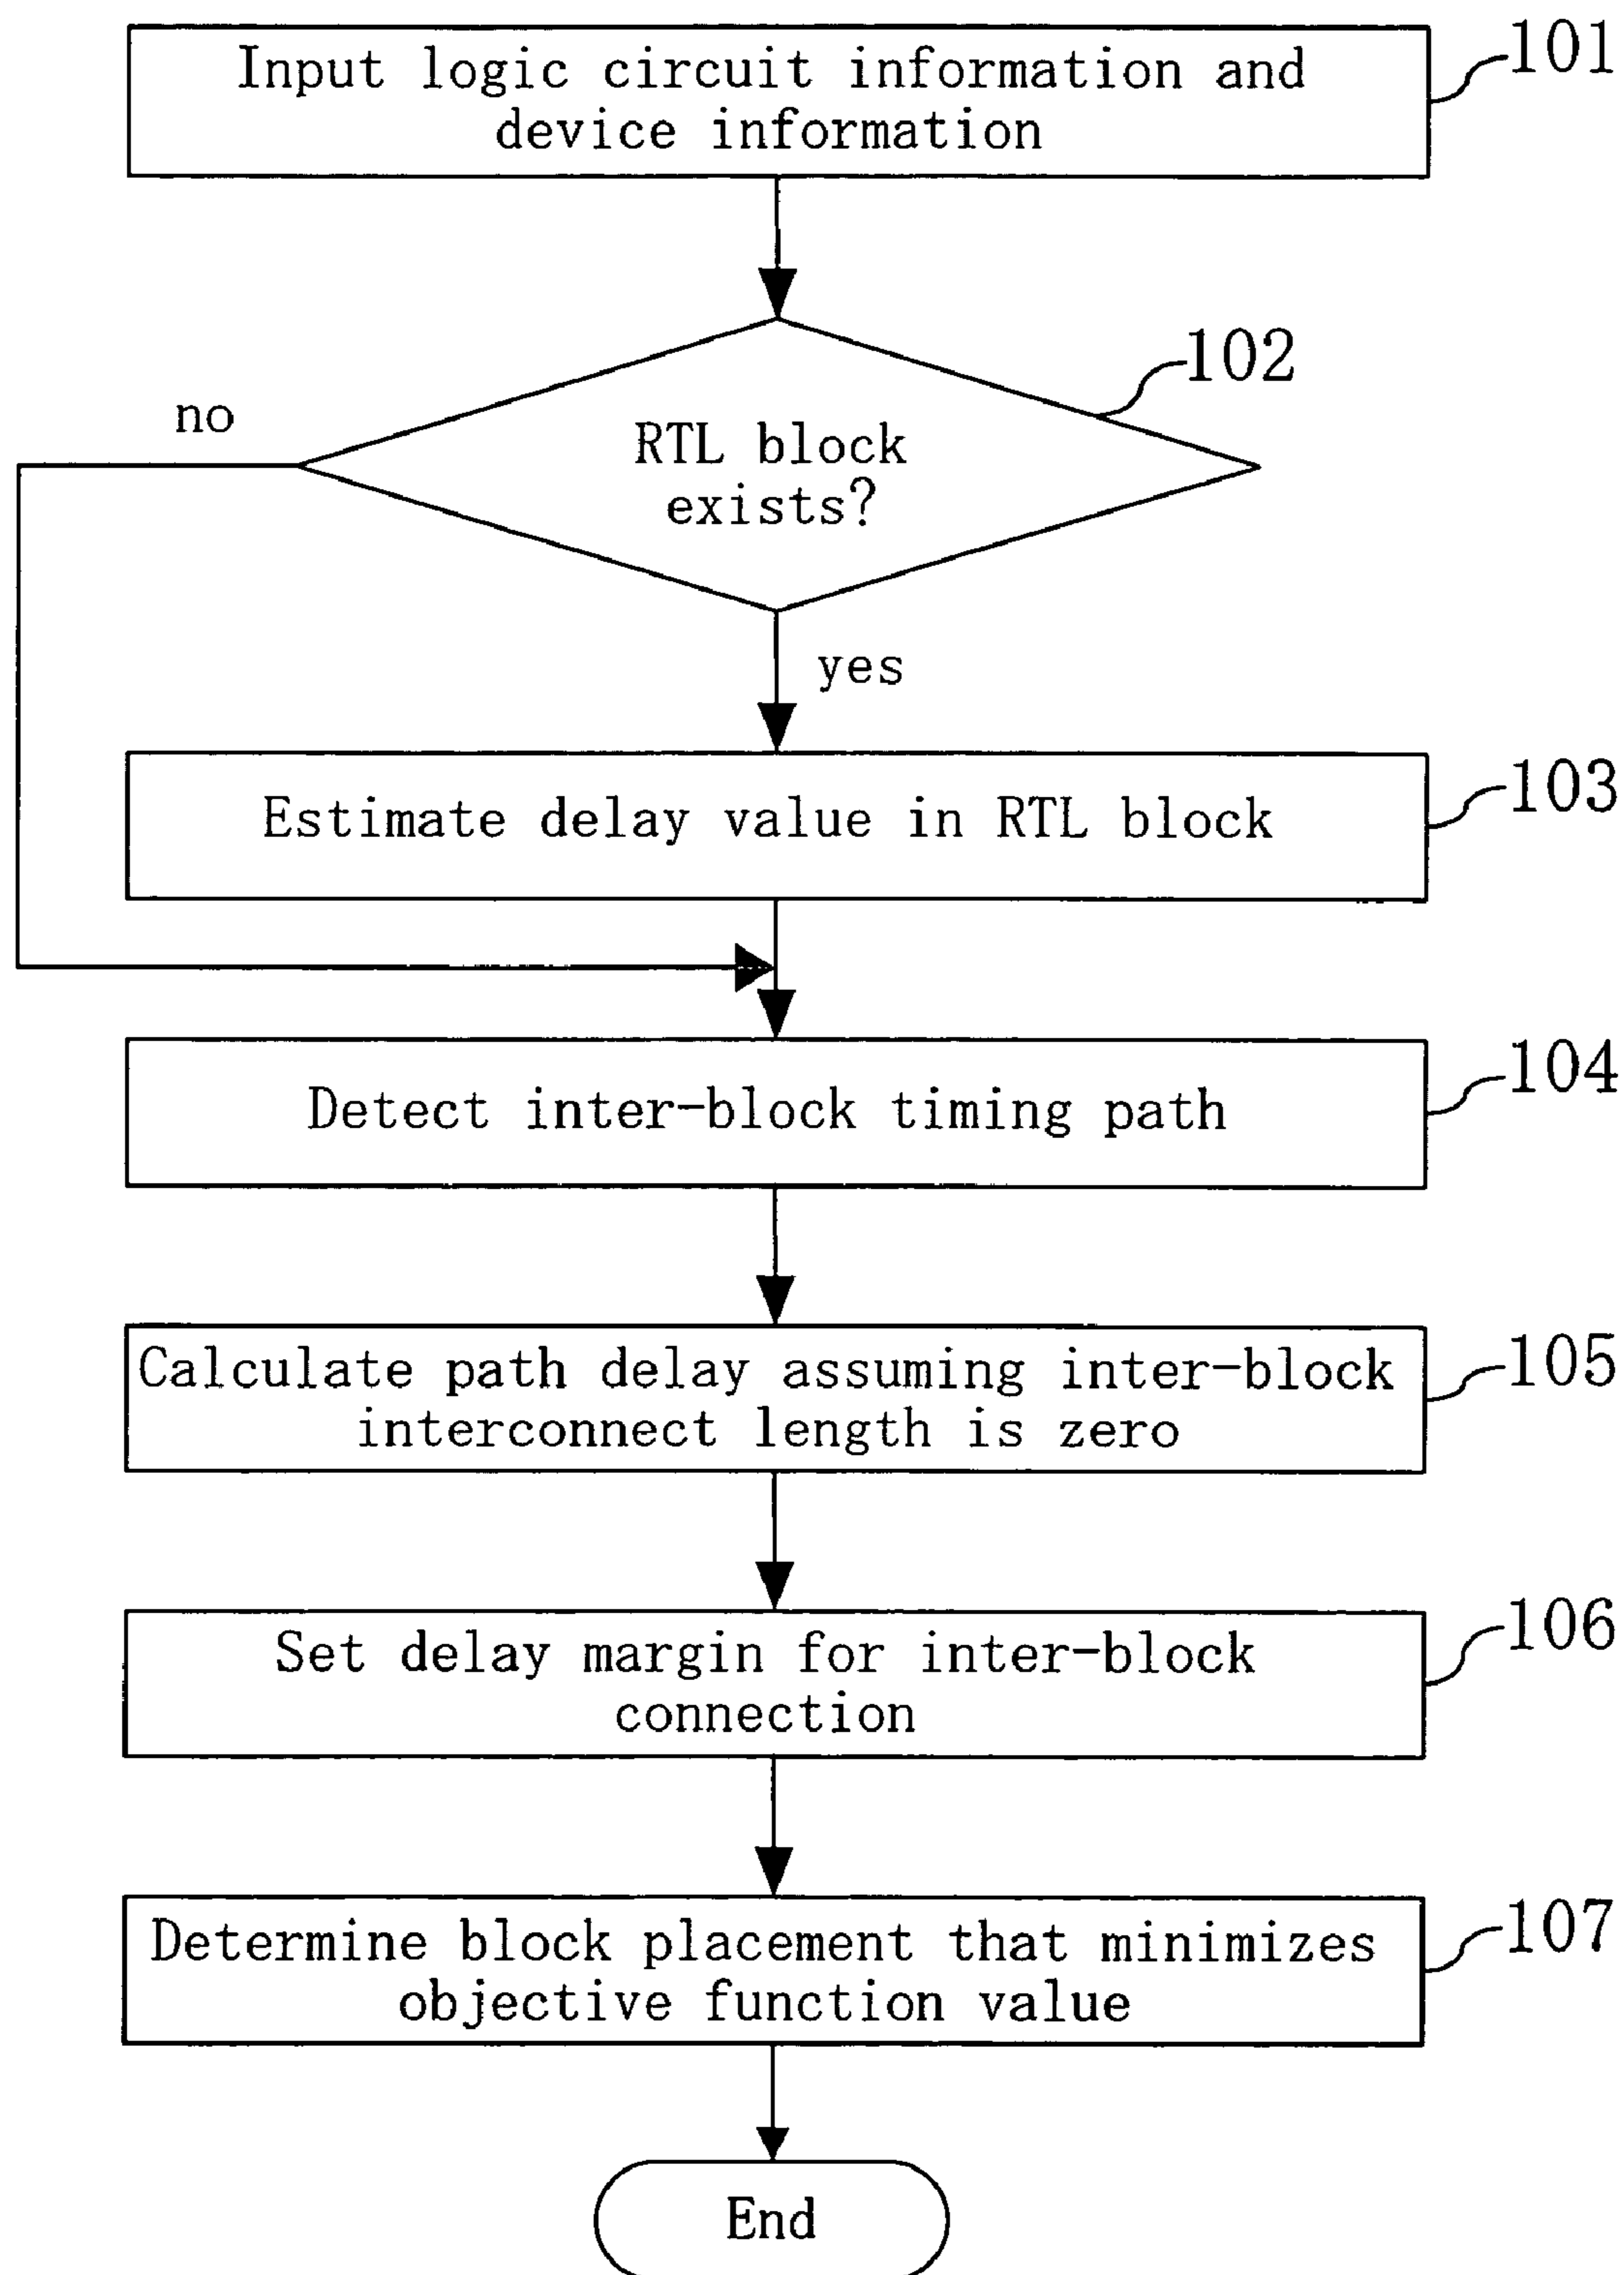 Input logic circuit information and
device information
101
102
no
RTL block
exists?
yes
Estimate delay value in RTL block
103
Detect inter-block timing path
104
Calculate path delay assuming inter-block
interconnect length is zero
105
Set delay margin for inter-block
connection
106
Determine block placement that minimizes
objective function value
107
End